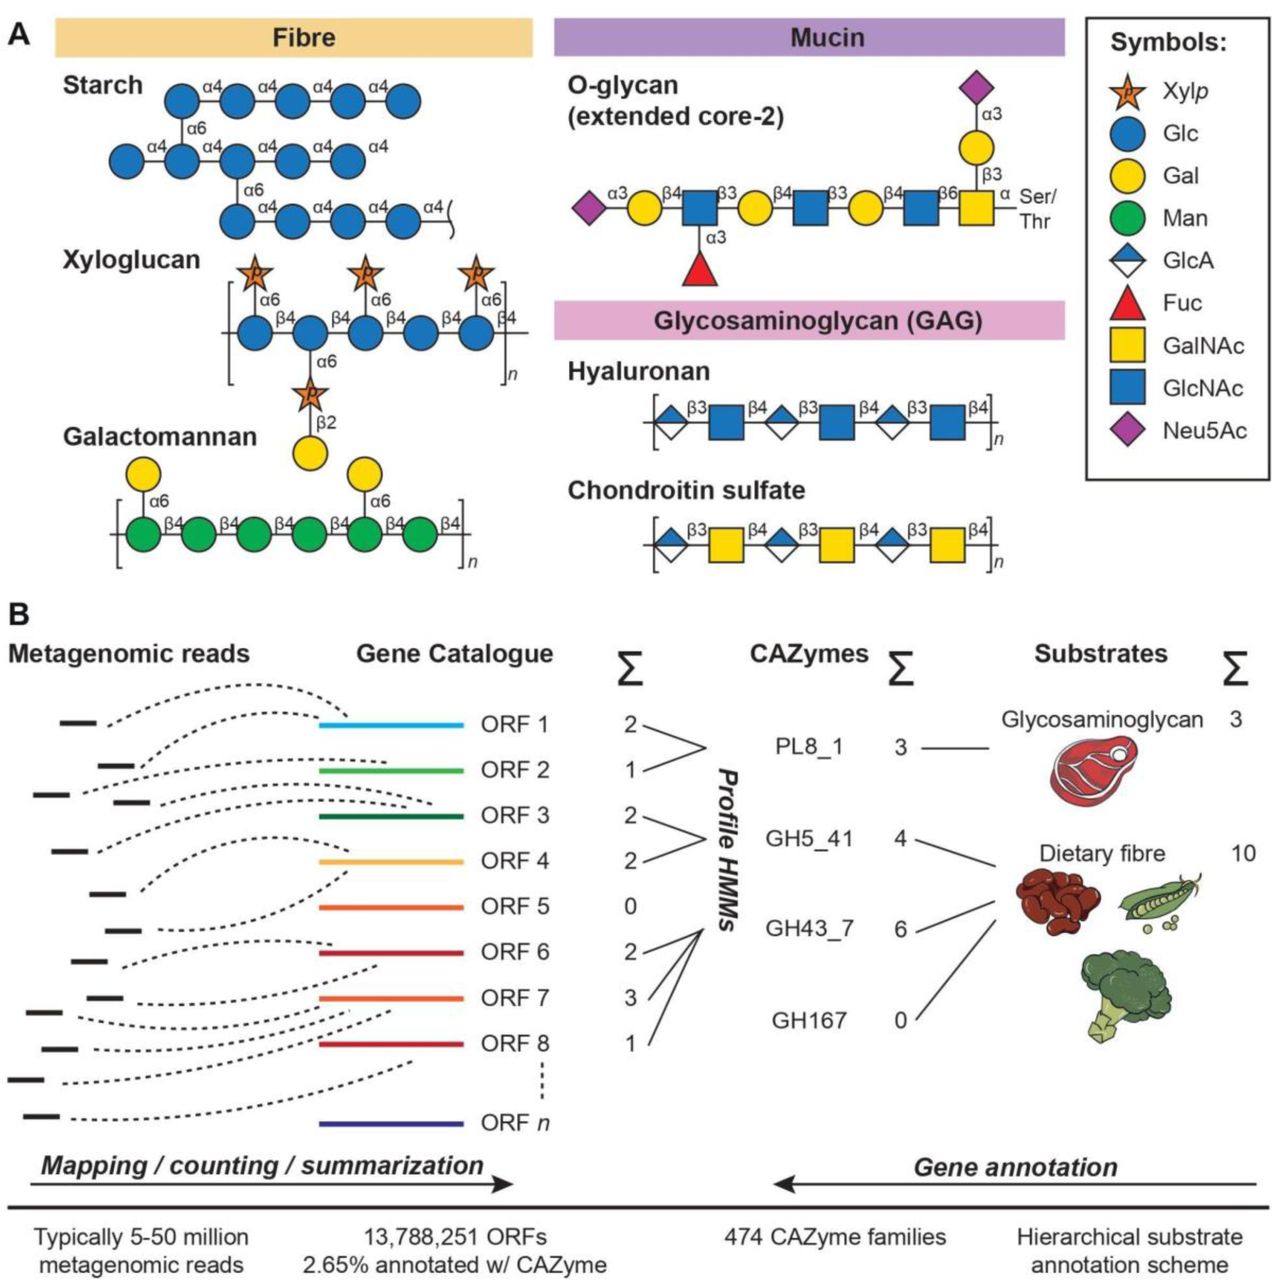 A
Fibre
Starch
α4 α4 α4 α4
α6
α4 α4 α4 α4 α4
α6
α4 α4 α4 α4
Xyloglucan
p p p
α6 α6 α6
β4 β4 β4 β4 β4
n
α6
p
β2
Galactomannan
α6 α6
β4 β4 β4 β4 β4 β4
n
Mucin
O-glycan
(extended core-2)
α3
β3
α3 β4 β3 β4 β3 β4 β6 α Ser/
Thr
α3
Glycosaminoglycan (GAG)
Hyaluronan
β3 β4 β3 β4 β3 β4
n
Chondroitin sulfate
β3 β4 β3 β4 β3 β4
n
Symbols:
p Xylp
Glc
Gal
Man
GlcA
Fuc
GalNAc
GlcNAc
Neu5Ac
B
Metagenomic reads Gene Catalogue Σ CAZymes Σ Substrates Σ
ORF 1 2
ORF 2 1
ORF 3 2
ORF 4 2
ORF 5 0
ORF 6 2
ORF 7 3
ORF 8 1
ORF n
Profile HMMs
PL8_1 3
GH5_41 4
GH43_7 6
GH167 0
Glycosaminoglycan 3
Dietary fibre 10
Mapping / counting / summarization
Gene annotation
Typically 5-50 million
metagenomic reads
13,788,251 ORFs
2.65% annotated w/ CAZyme
474 CAZyme families
Hierarchical substrate
annotation scheme